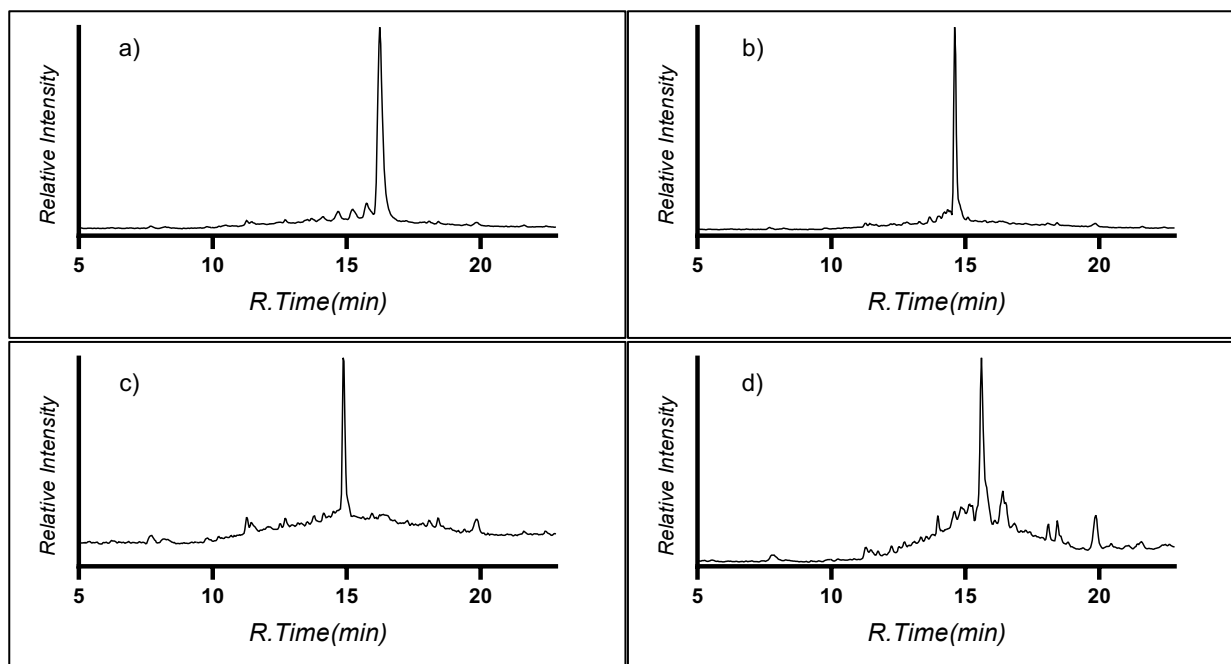 a)
Relative Intensity
5 10 15 20
R.Time(min)
b)
Relative Intensity
5 10 15 20
R.Time(min)
c)
Relative Intensity
5 10 15 20
R.Time(min)
d)
Relative Intensity
5 10 15 20
R.Time(min)